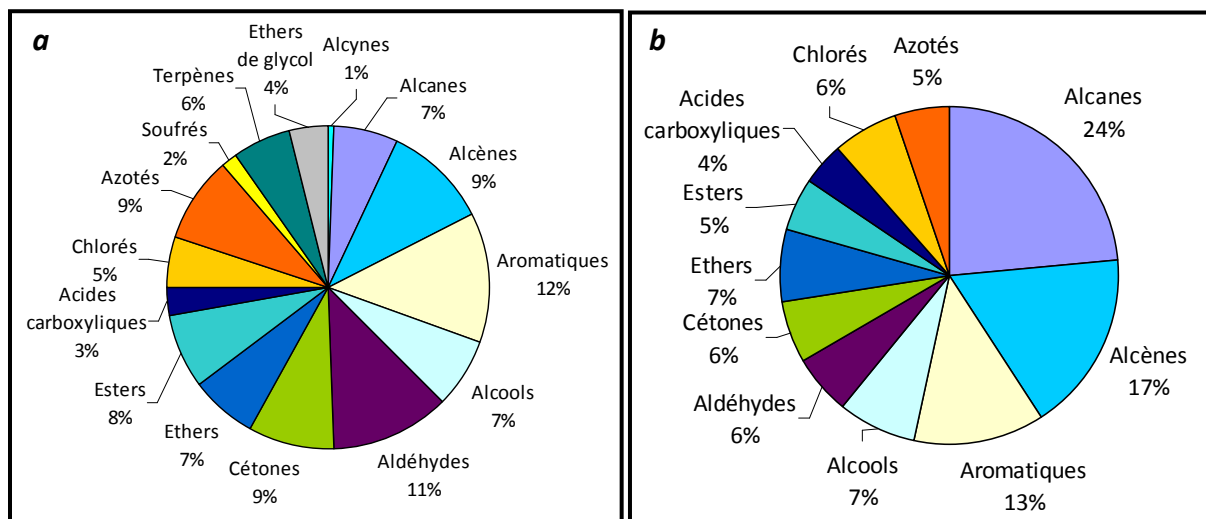 a
Ethers
de glycol
4%
Alcynes
1%
Alcanes
7%
Alcènes
9%
Aromatiques
12%
Alcools
7%
Aldéhydes
11%
Cétones
9%
Ethers
7%
Esters
8%
Acides
carboxyliques
3%
Chlorés
5%
Azotés
9%
Soufrés
2%
Terpènes
6%
b
Alcanes
24%
Alcènes
17%
Aromatiques
13%
Alcools
7%
Aldéhydes
6%
Cétones
6%
Ethers
7%
Esters
5%
Acides
carboxyliques
4%
Chlorés
6%
Azotés
5%